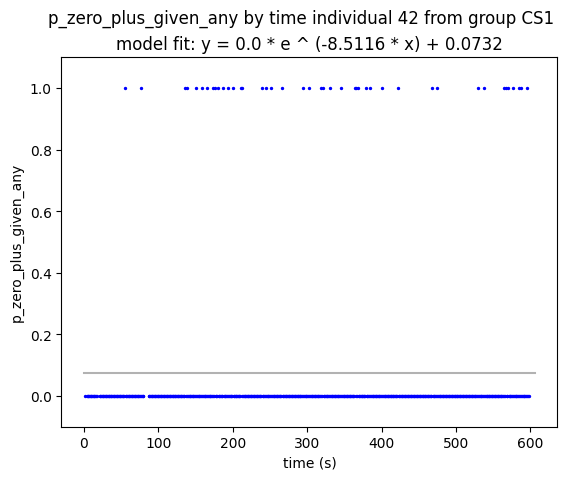 p_zero_plus_given_any by time individual 42 from group CS1
model fit: y = 0.0 * e ^ (-8.5116 * x) + 0.0732
1.0
0.8
0.6
0.4
0.2
0.0
p_zero_plus_given_any
0 100 200 300 400 500 600
time (s)